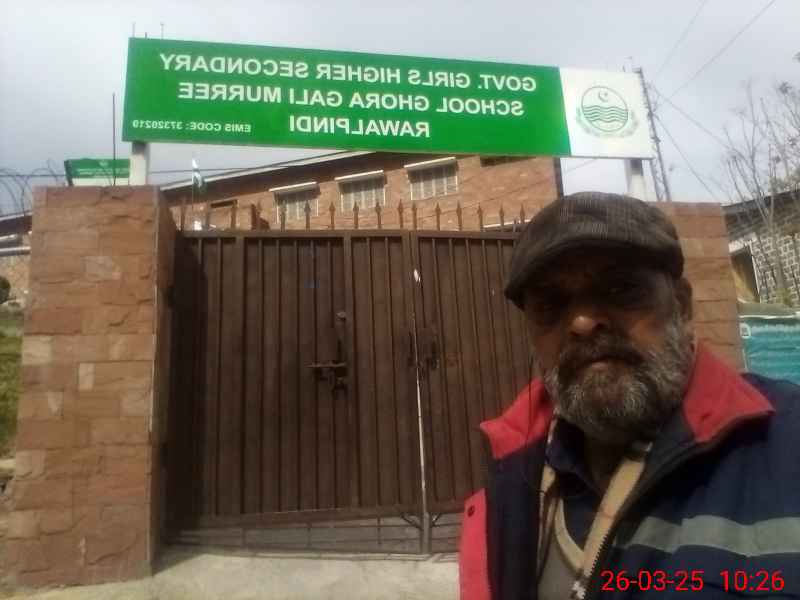 GOVT. GIRLS HIGHER SECONDARY
SCHOOL GHORA GALI MURREE
RAWALPINDI
EMIS CODE: 37320219
26-03-25 10:26